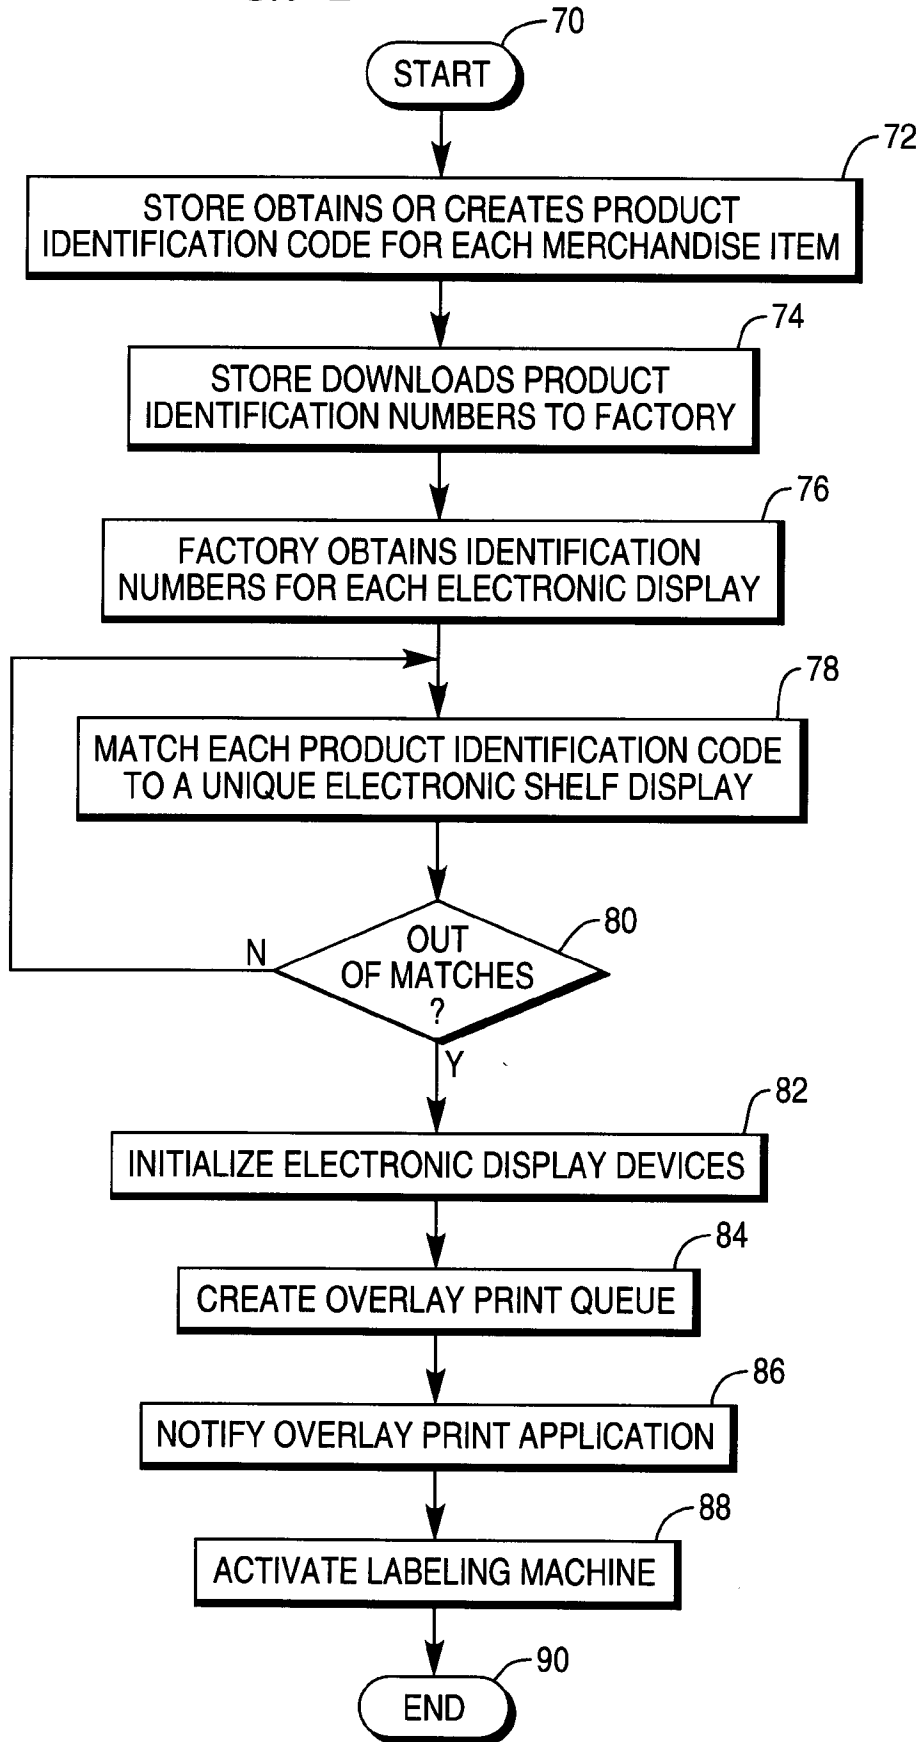 70
START
72
STORE OBTAINS OR CREATES PRODUCT
IDENTIFICATION CODE FOR EACH MERCHANDISE ITEM
74
STORE DOWNLOADS PRODUCT
IDENTIFICATION NUMBERS TO FACTORY
76
FACTORY OBTAINS IDENTIFICATION
NUMBERS FOR EACH ELECTRONIC DISPLAY
78
MATCH EACH PRODUCT IDENTIFICATION CODE
TO A UNIQUE ELECTRONIC SHELF DISPLAY
80
N
OUT
OF MATCHES
?
Y
82
INITIALIZE ELECTRONIC DISPLAY DEVICES
84
CREATE OVERLAY PRINT QUEUE
86
NOTIFY OVERLAY PRINT APPLICATION
88
ACTIVATE LABELING MACHINE
90
END